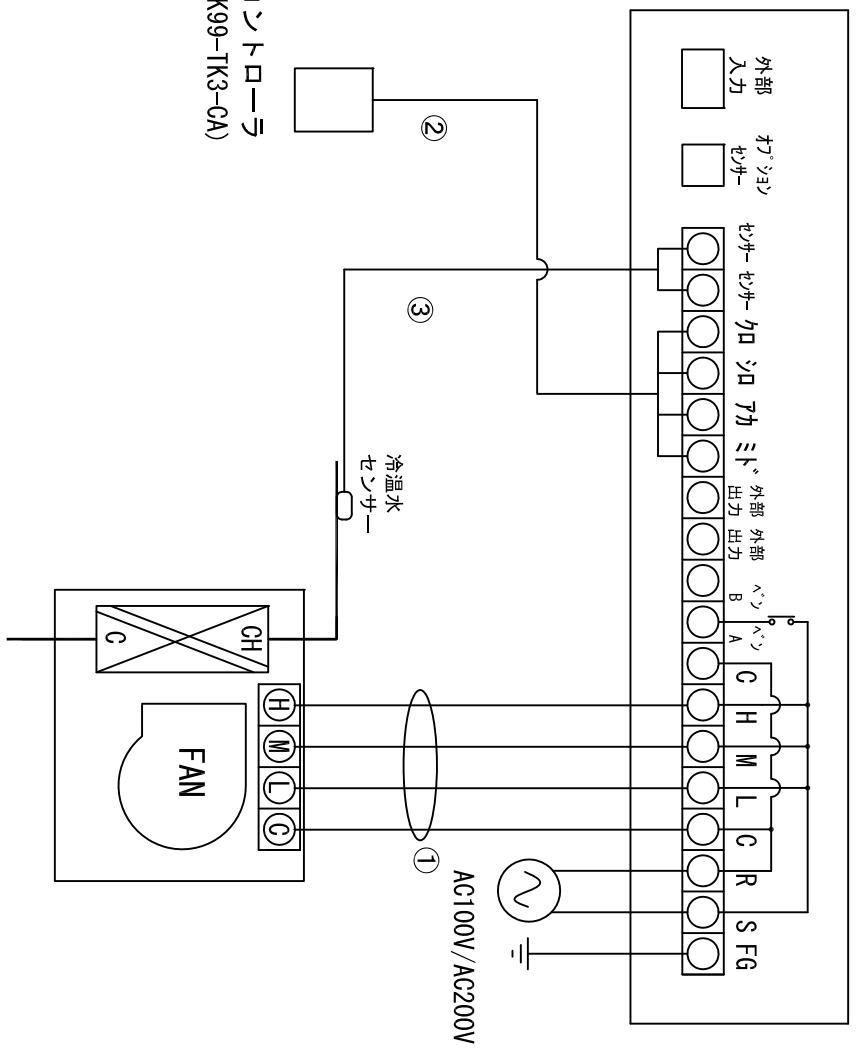 外部
入力
オプション
センサー
センサー
センサー
クロ
シロ
アカ
ミドﾞ
外部
出力
外部
出力
ベン
B
ベン
A
C
H
M
L
C
R
S
FG
AC100V/AC200V
②
③
①
コントローラ
K99-TK3-CA)
冷温水
センサー
H
M
L
C
CH
C
FAN